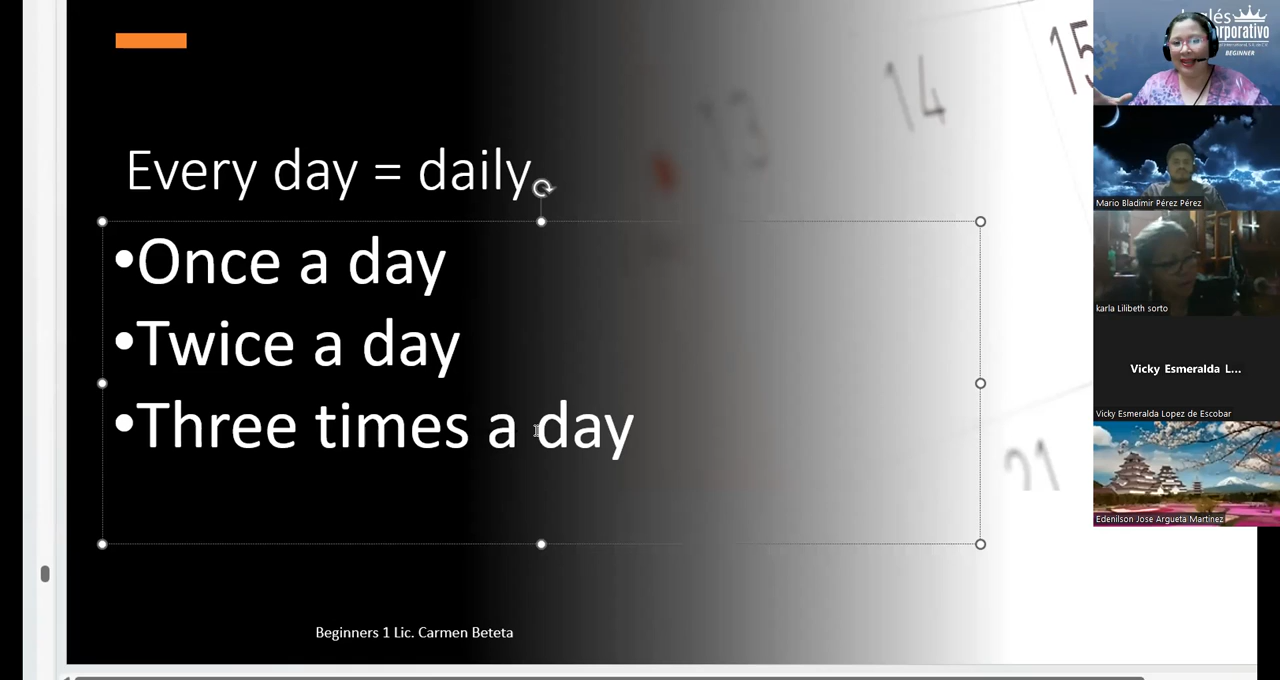 Every day = daily
•Once a day
•Twice a day
•Three times a day
Beginners 1 Lic. Carmen Beteta
13
14
15
21
BEGINNER
Mario Bladimir Pérez Pérez
karla Lilibeth sorto
Vicky Esmeralda L...
Vicky Esmeralda Lopez de Escobar
Edenilson Jose Argueta Martinez